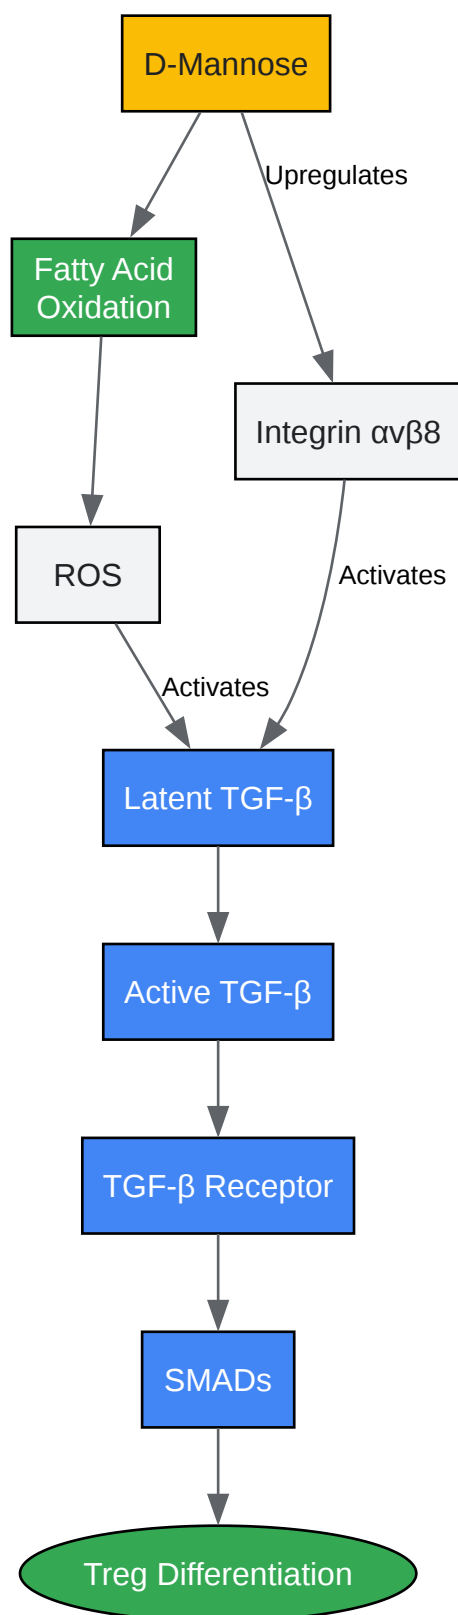 D-Mannose
Upregulates
Fatty Acid
Oxidation
Integrin αvβ8
ROS
Activates
Activates
Latent TGF-β
Active TGF-β
TGF-β Receptor
SMADs
Treg Differentiation